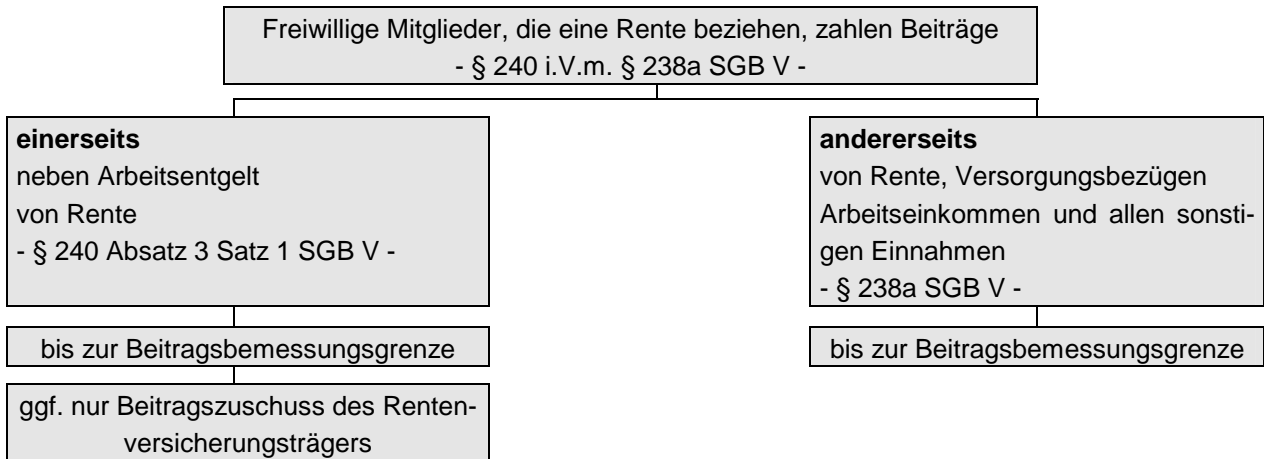 Freiwillige Mitglieder, die eine Rente beziehen, zahlen Beiträge
- § 240 i.V.m. § 238a SGB V -
einerseits
neben Arbeitsentgelt
von Rente
- § 240 Absatz 3 Satz 1 SGB V -
andererseits
von Rente, Versorgungsbezügen
Arbeitseinkommen und allen sonsti-
gen Einnahmen
- § 238a SGB V -
bis zur Beitragsbemessungsgrenze
bis zur Beitragsbemessungsgrenze
ggf. nur Beitragszuschuss des Renten-
versicherungsträgers